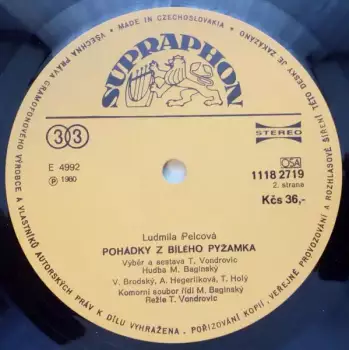 • MADE IN CZECHOSLOVAKIA •
VŠECHNA PRÁVA GRAMOFONOVÉHO VÝROBCE A VLASTNÍKŮ AUTORSKÝCH PRÁV K DÍLU VYHRAŽENA. • POŘIZOVÁNÍ KOPIÍ, VEŘEJNÉ PROVOZOVÁNÍ A ROZHLASOVÉ ŠÍŘENÍ TÉTO DESKY JE ZAKÁZÁNO
SUPRAPHON
33
STEREO
E 4992
Ⓟ 1980
OSA
1118 2719
2. strana
Kčs 36,-
Ludmila Pelcová
POHÁDKY Z BÍLÉHO PYŽAMKA
Výběr a sestava T. Vondrovic
Hudba M. Baginský
V. Brodský, A. Hegerlíková, T. Holý
Komorní soubor řídí M. Baginský
Režie T. Vondrovic